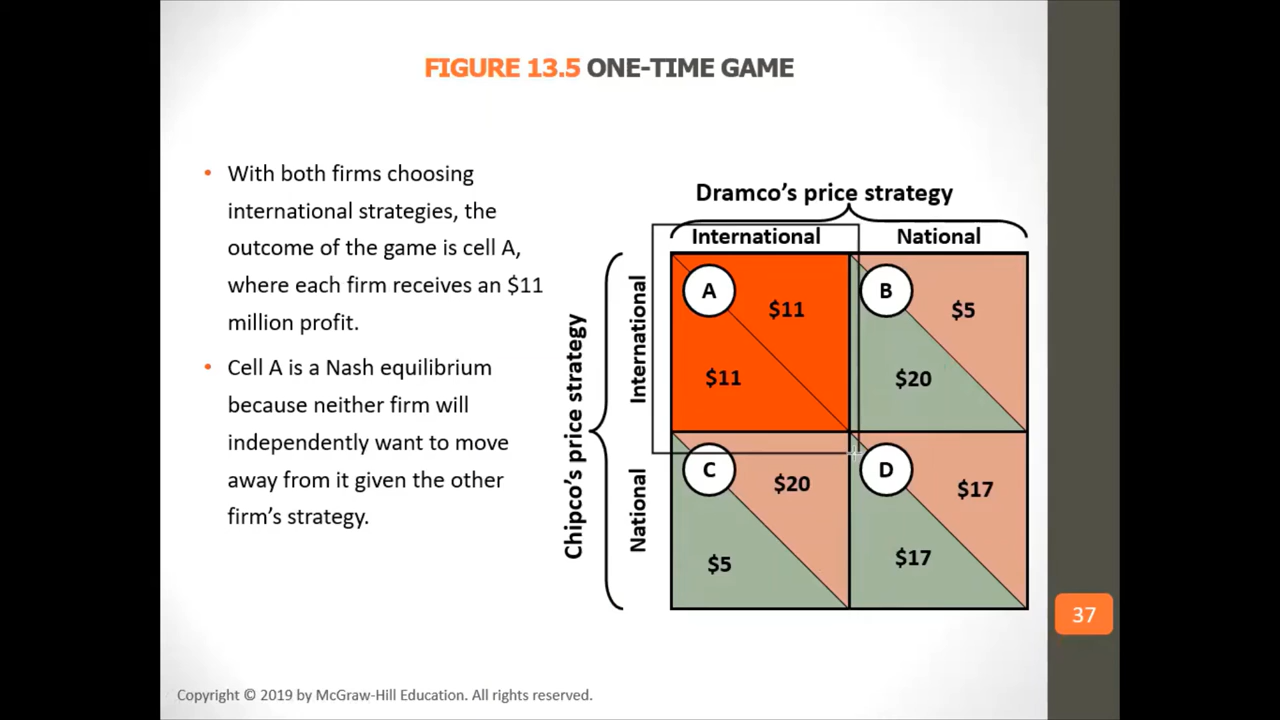 FIGURE 13.5 ONE-TIME GAME
• With both firms choosing
international strategies, the
outcome of the game is cell A,
where each firm receives an $11
million profit.
• Cell A is a Nash equilibrium
because neither firm will
independently want to move
away from it given the other
firm's strategy.
Dramco's price strategy
International
National
Chipco's price strategy
International
National
A
$11
$11
B
$5
$20
C
$20
$5
D
$17
$17
37
Copyright © 2019 by McGraw-Hill Education. All rights reserved.